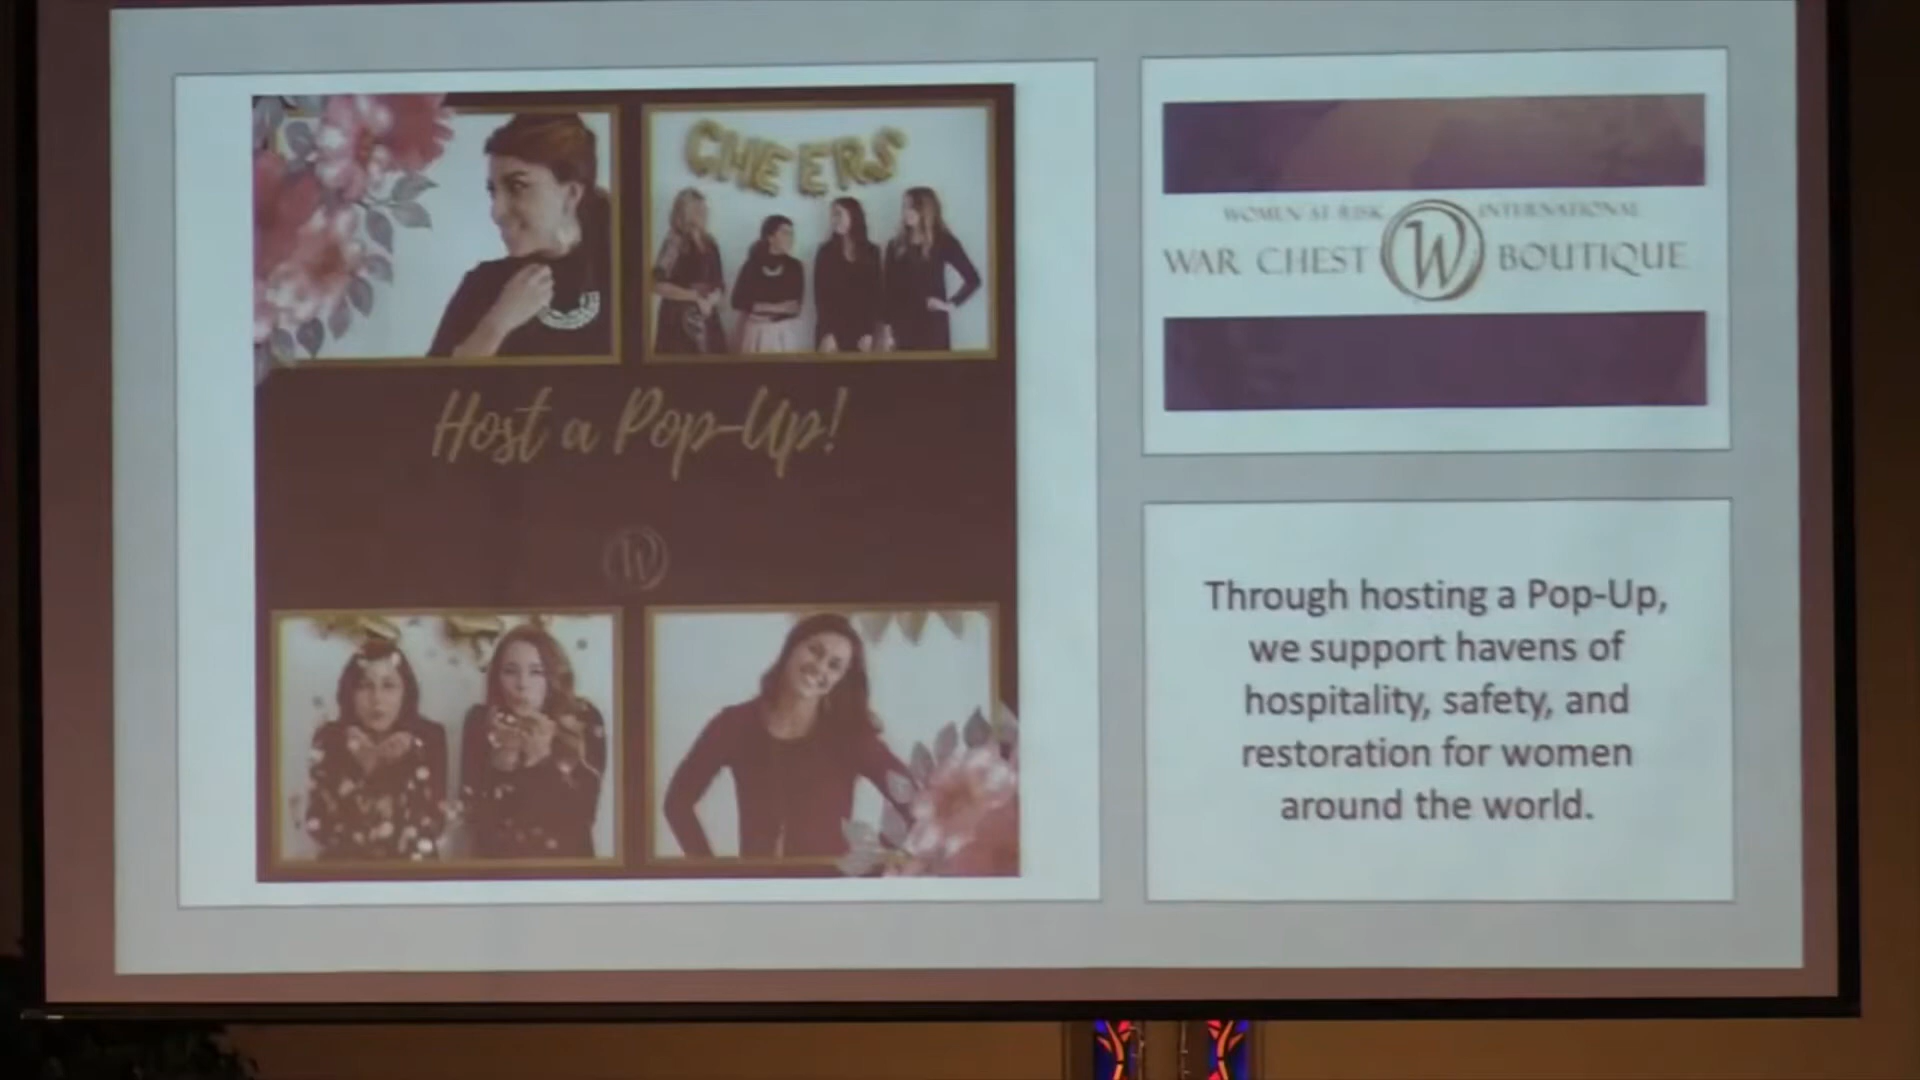 CHEERS
Host a Pop-Up!
W
WOMEN AT RISK INTERNATIONAL
WAR CHEST W BOUTIQUE
Through hosting a Pop-Up,
we support havens of
hospitality, safety, and
restoration for women
around the world.